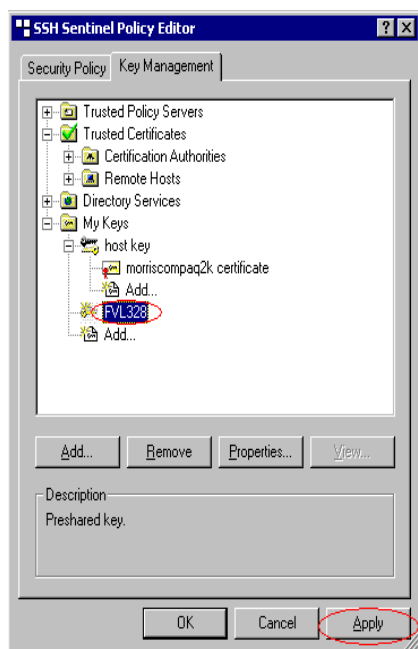 SSH Sentinel Policy Editor
Security Policy Key Management
Trusted Policy Servers
Trusted Certificates
Certification Authorities
Remote Hosts
Directory Services
My Keys
host key
morriscompaq2k certificate
Add...
FVL328
Add...
Add... Remove Properties... View...
Description
Preshared key.
OK Cancel Apply